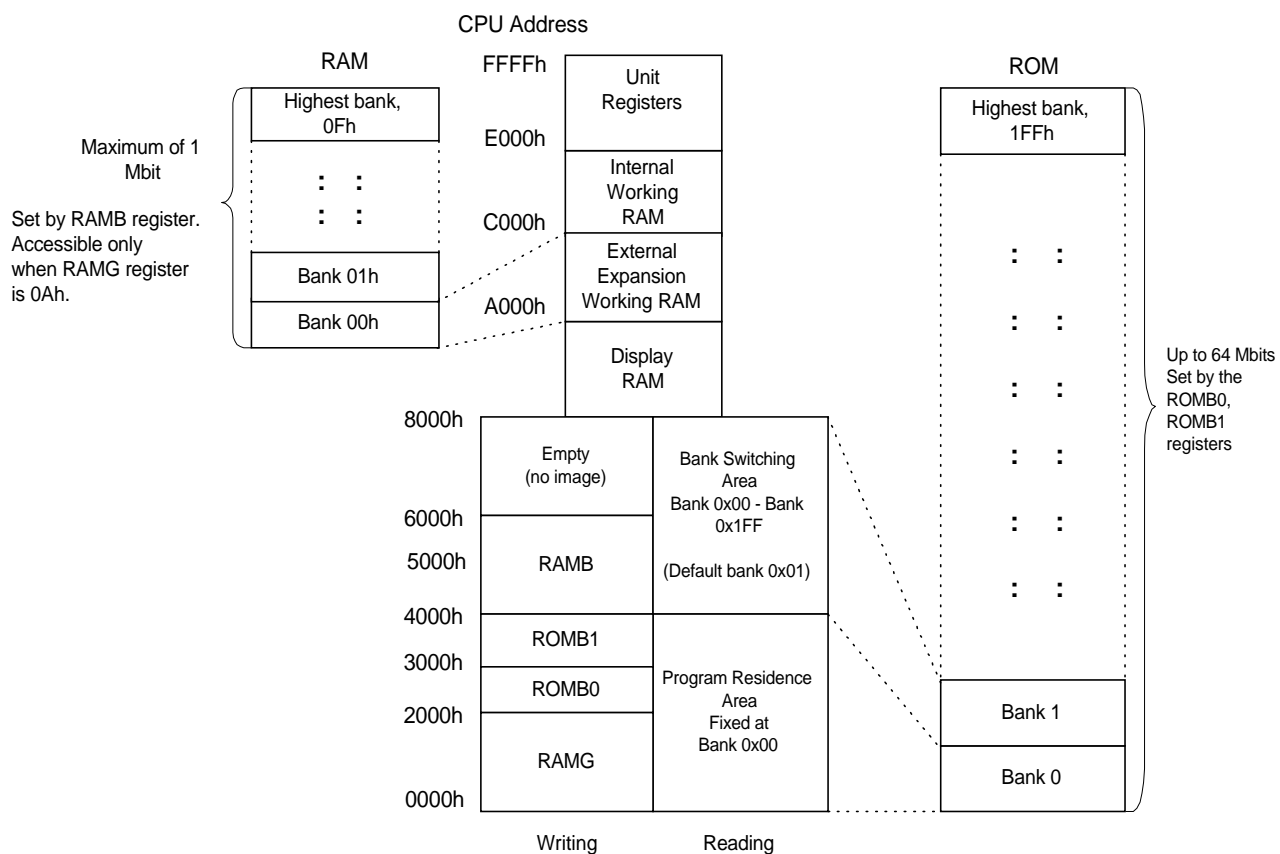 CPU Address
RAM
Highest bank,
0Fh
: :
: :
Bank 01h
Bank 00h
Maximum of 1
Mbit
Set by RAMB register.
Accessible only
when RAMG register
is 0Ah.
FFFFh
E000h
C000h
A000h
8000h
6000h
5000h
4000h
3000h
2000h
0000h
Unit
Registers
Internal
Working
RAM
External
Expansion
Working RAM
Display
RAM
Empty
(no image)
RAMB
ROMB1
ROMB0
RAMG
Writing
Bank Switching
Area
Bank 0x00 - Bank
0x1FF
(Default bank 0x01)
Program Residence
Area
Fixed at
Bank 0x00
Reading
ROM
Highest bank,
1FFh
: :
: :
: :
: :
: :
: :
Bank 1
Bank 0
Up to 64 Mbits
Set by the
ROMB0,
ROMB1
registers